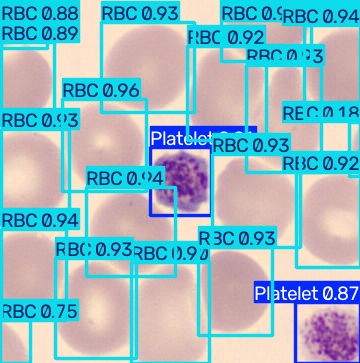 RBC 0.88
RBC 0.93
RBC 0.94
RBC 0.89
RBC 0.92
RBC 0.96
RBC 0.93
Platelet
RBC 0.93
RBC 0.92
RBC 0.94
RBC 0.94
RBC 0.93
RBC 0.93
Platelet 0.87
RBC 0.75